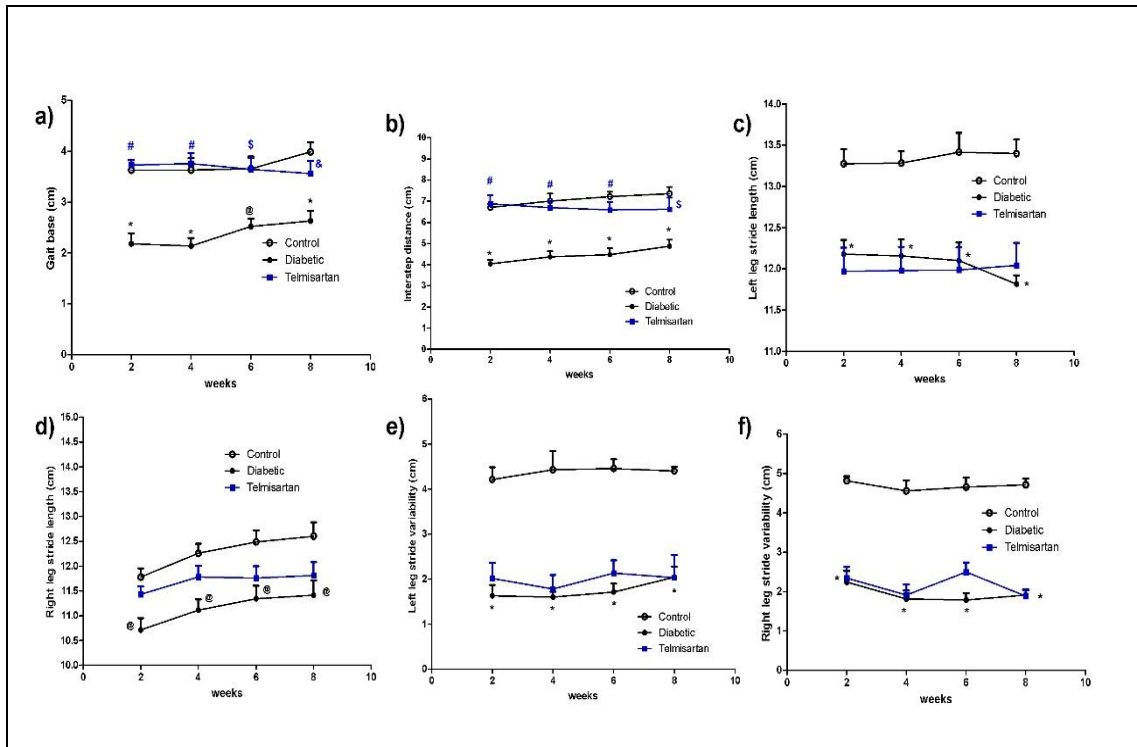 a)
Gait base (cm)
5
4
3
2
1
0
# # $ &
* * @ *
Control
Diabetic
Telmisartan
0 2 4 6 8 10
weeks
b)
Interstep distance (cm)
10
9
8
7
6
5
4
3
2
1
0
# # # $
* * * *
Control
Diabetic
Telmisartan
0 2 4 6 8 10
weeks
c)
Left leg stride length (cm)
14.0
13.5
13.0
12.5
12.0
11.5
11.0
* * * *
Control
Diabetic
Telmisartan
0 2 4 6 8 10
weeks
d)
Right leg stride length (cm)
15.0
14.5
14.0
13.5
13.0
12.5
12.0
11.5
11.0
10.5
10.0
@ @ @ @
Control
Diabetic
Telmisartan
0 2 4 6 8 10
weeks
e)
Left leg stride variability (cm)
6
5
4
3
2
1
0
* * * *
Control
Diabetic
Telmisartan
0 2 4 6 8 10
weeks
f)
Right leg stride variability (cm)
6
5
4
3
2
1
0
* * * *
Control
Diabetic
Telmisartan
0 2 4 6 8 10
weeks